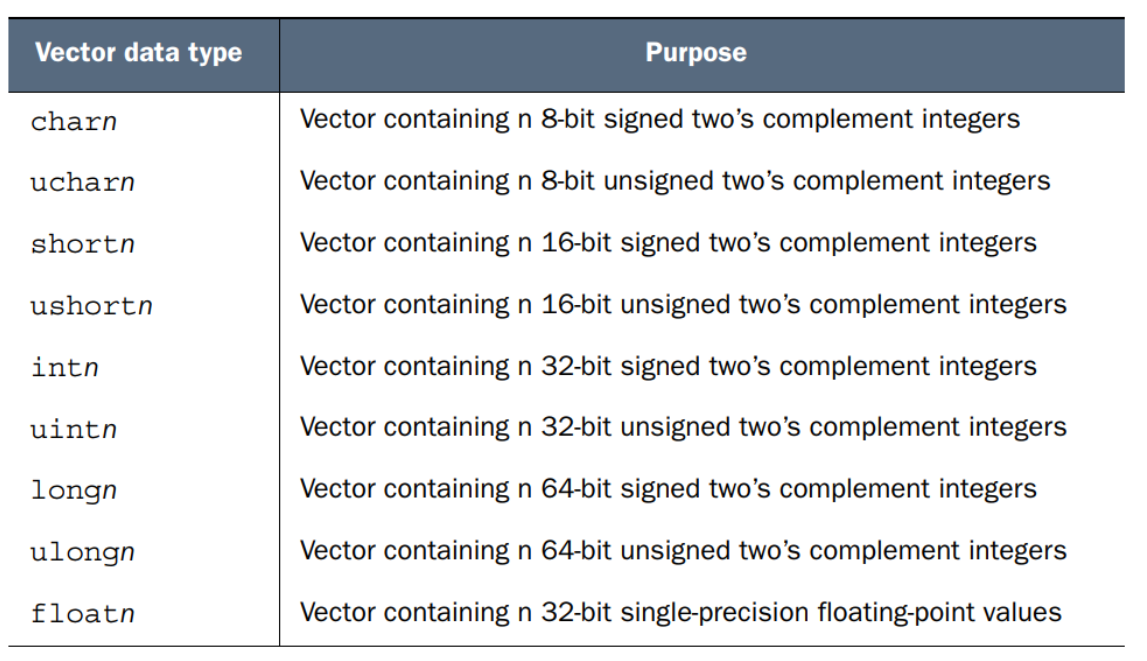 Vector data type Purpose
charn Vector containing n 8-bit signed two’s complement integers
ucharn Vector containing n 8-bit unsigned two’s complement integers
shortn Vector containing n 16-bit signed two’s complement integers
ushortn Vector containing n 16-bit unsigned two’s complement integers
intn Vector containing n 32-bit signed two’s complement integers
uintn Vector containing n 32-bit unsigned two’s complement integers
longn Vector containing n 64-bit signed two’s complement integers
ulongn Vector containing n 64-bit unsigned two’s complement integers
floatn Vector containing n 32-bit single-precision floating-point values